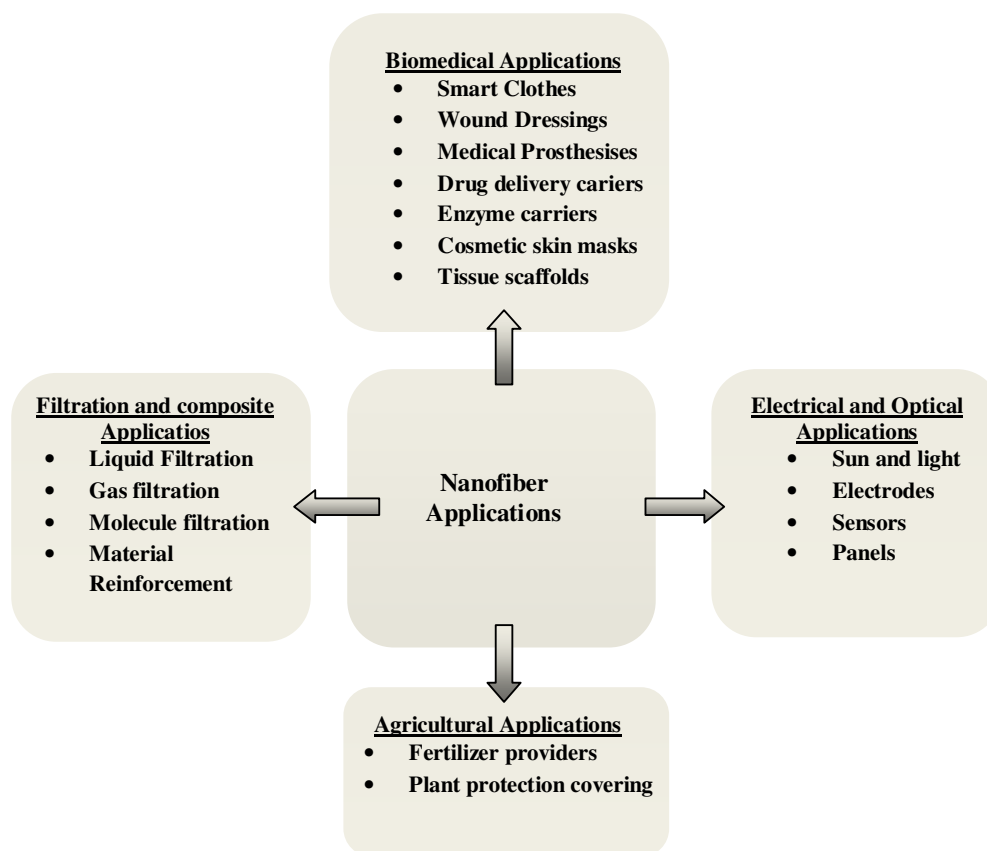 Biomedical Applications
• Smart Clothes
• Wound Dressings
• Medical Prosthesises
• Drug delivery cariers
• Enzyme carriers
• Cosmetic skin masks
• Tissue scaffolds
Filtration and composite
Applicatios
• Liquid Filtration
• Gas filtration
• Molecule filtration
• Material
Reinforcement
Nanofiber
Applications
Electrical and Optical
Applications
• Sun and light
• Electrodes
• Sensors
• Panels
Agricultural Applications
• Fertilizer providers
• Plant protection covering